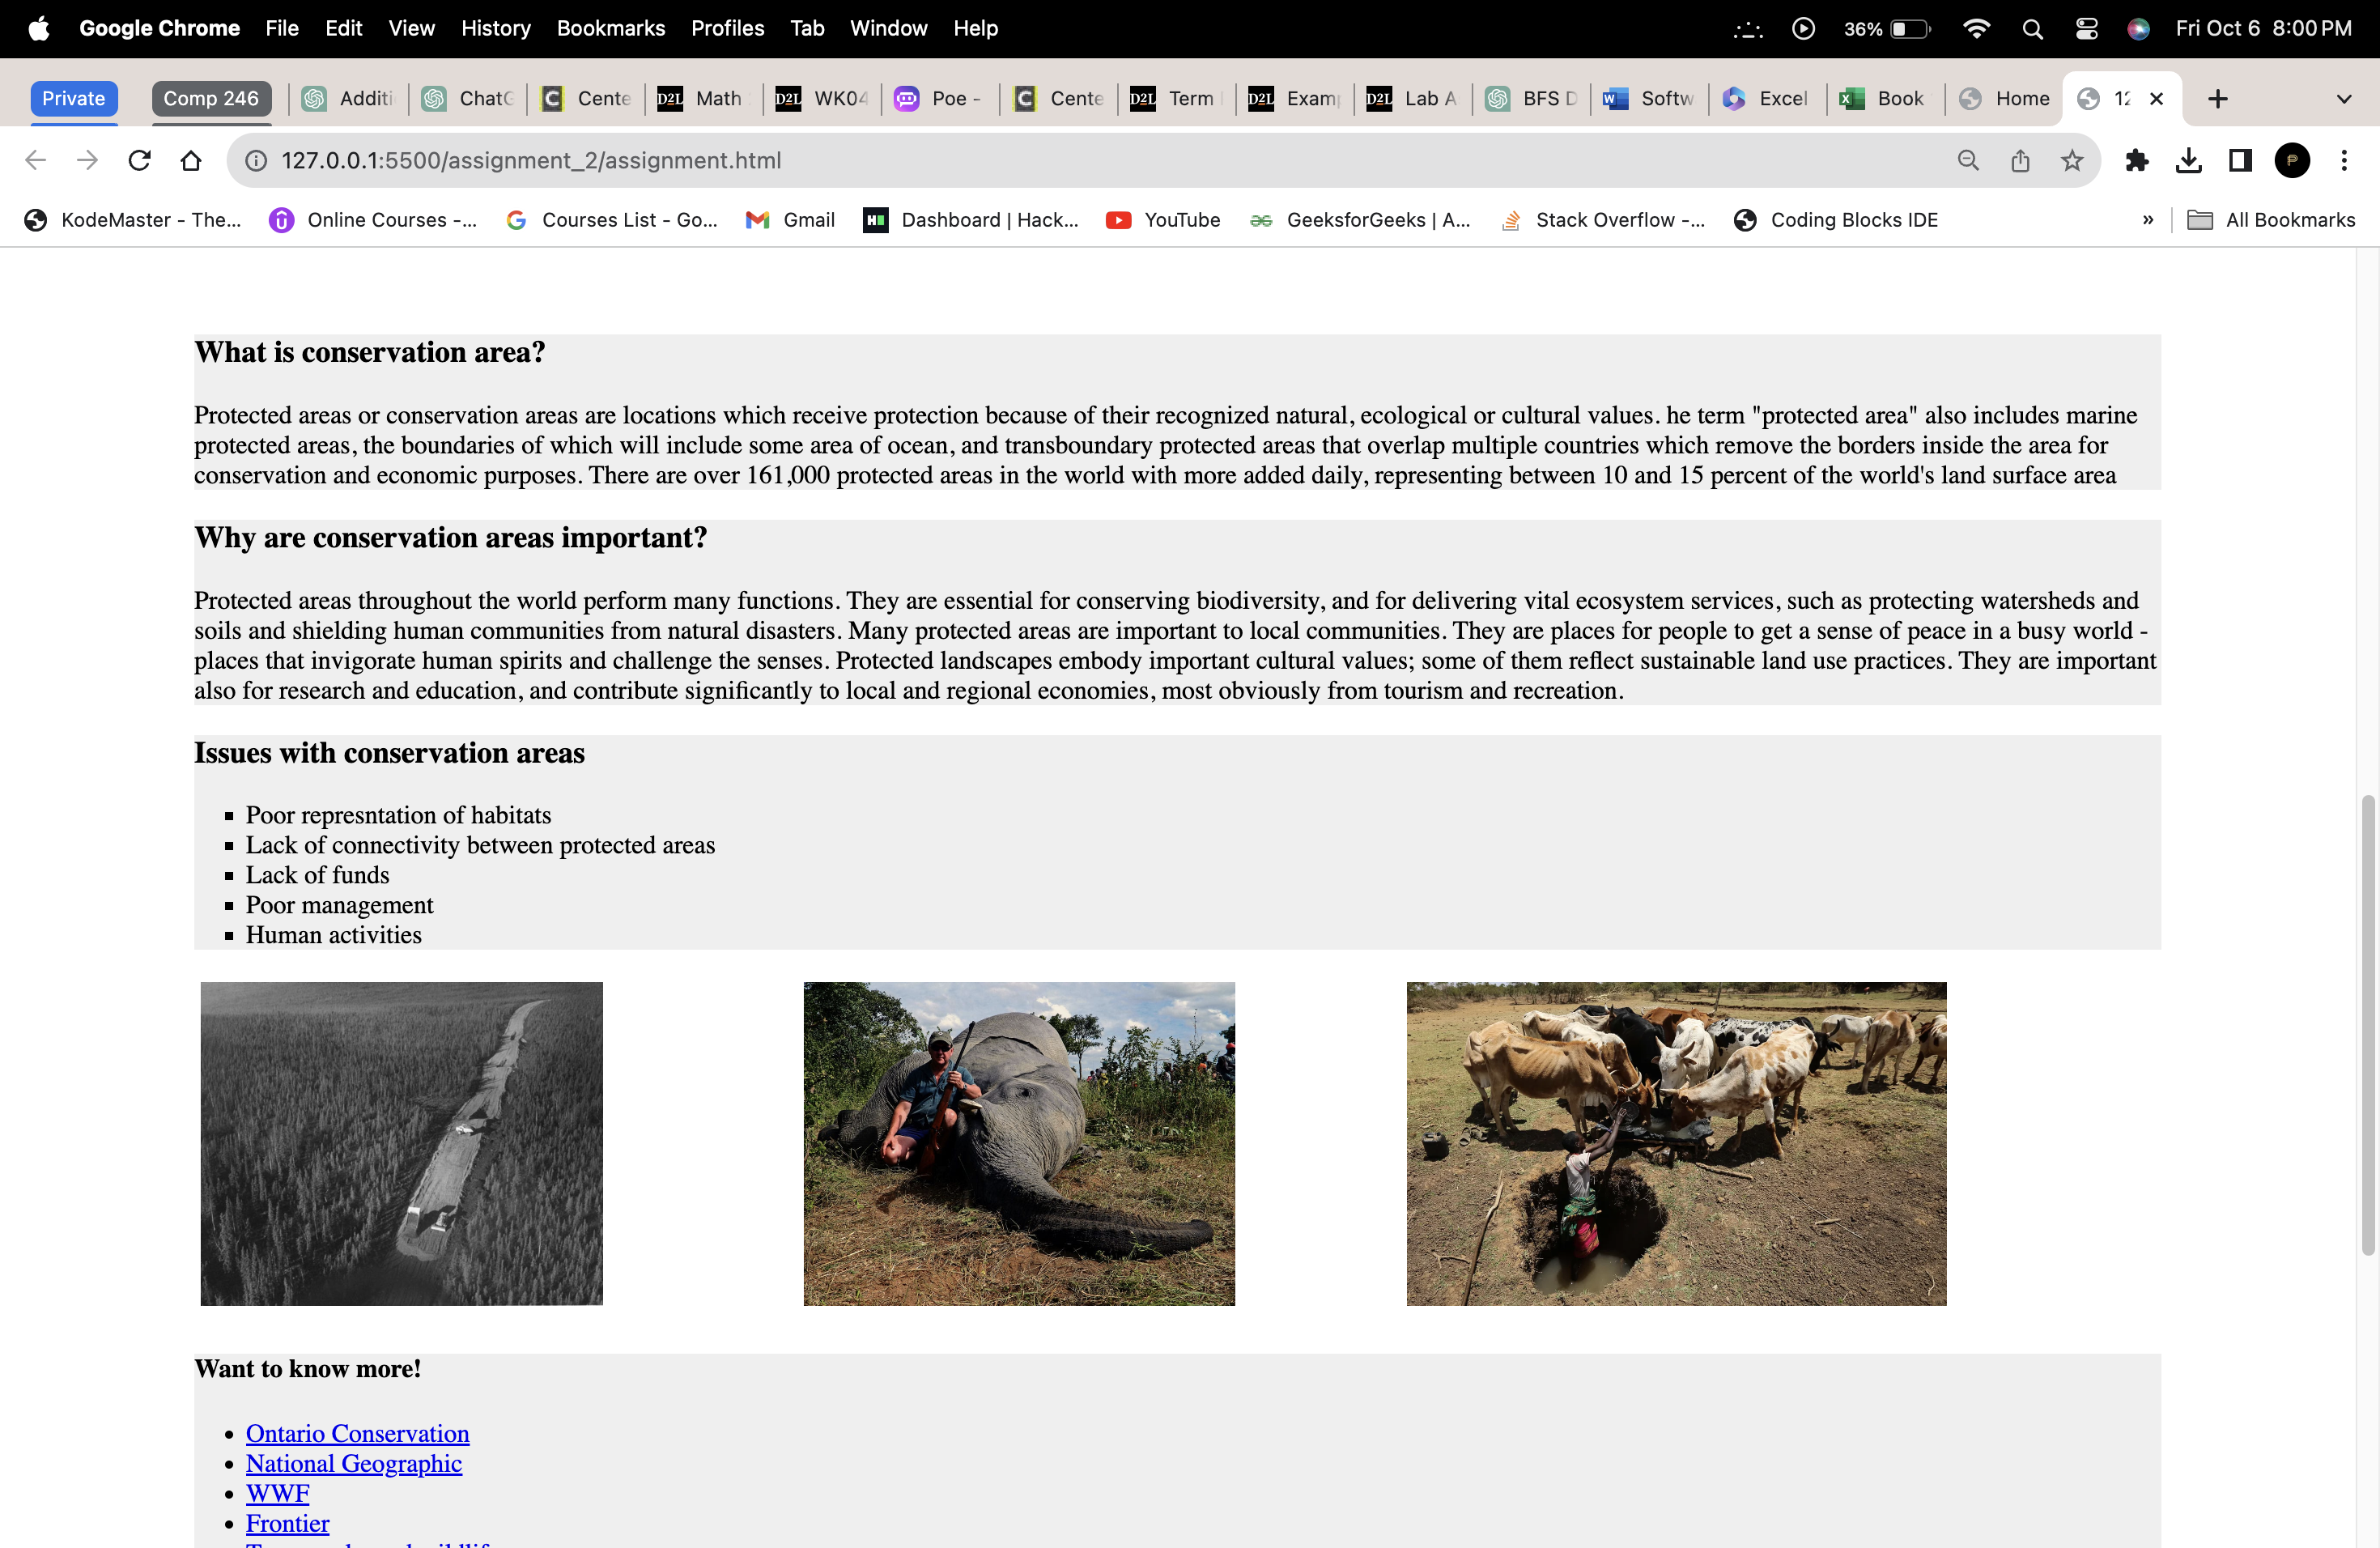 Google Chrome File Edit View History Bookmarks Profiles Tab Window Help 36% Fri Oct 6 8:00 PM
Private Comp 246 Additi ChatG Cente D2L Math D2L WK04 Poe - Cente D2L Term D2L Exam D2L Lab A BFS D Softw Excel Book Home 12
127.0.0.1:5500/assignment_2/assignment.html
KodeMaster - The... Online Courses -... Courses List - Go... Gmail Dashboard | Hack... YouTube GeeksforGeeks | A... Stack Overflow -... Coding Blocks IDE » All Bookmarks
What is conservation area?
Protected areas or conservation areas are locations which receive protection because of their recognized natural, ecological or cultural values. he term "protected area" also includes marine
protected areas, the boundaries of which will include some area of ocean, and transboundary protected areas that overlap multiple countries which remove the borders inside the area for
conservation and economic purposes. There are over 161,000 protected areas in the world with more added daily, representing between 10 and 15 percent of the world's land surface area
Why are conservation areas important?
Protected areas throughout the world perform many functions. They are essential for conserving biodiversity, and for delivering vital ecosystem services, such as protecting watersheds and
soils and shielding human communities from natural disasters. Many protected areas are important to local communities. They are places for people to get a sense of peace in a busy world -
places that invigorate human spirits and challenge the senses. Protected landscapes embody important cultural values; some of them reflect sustainable land use practices. They are important
also for research and education, and contribute significantly to local and regional economies, most obviously from tourism and recreation.
Issues with conservation areas
Poor represntation of habitats
Lack of connectivity between protected areas
Lack of funds
Poor management
Human activities
Want to know more!
Ontario Conservation
National Geographic
WWF
Frontier